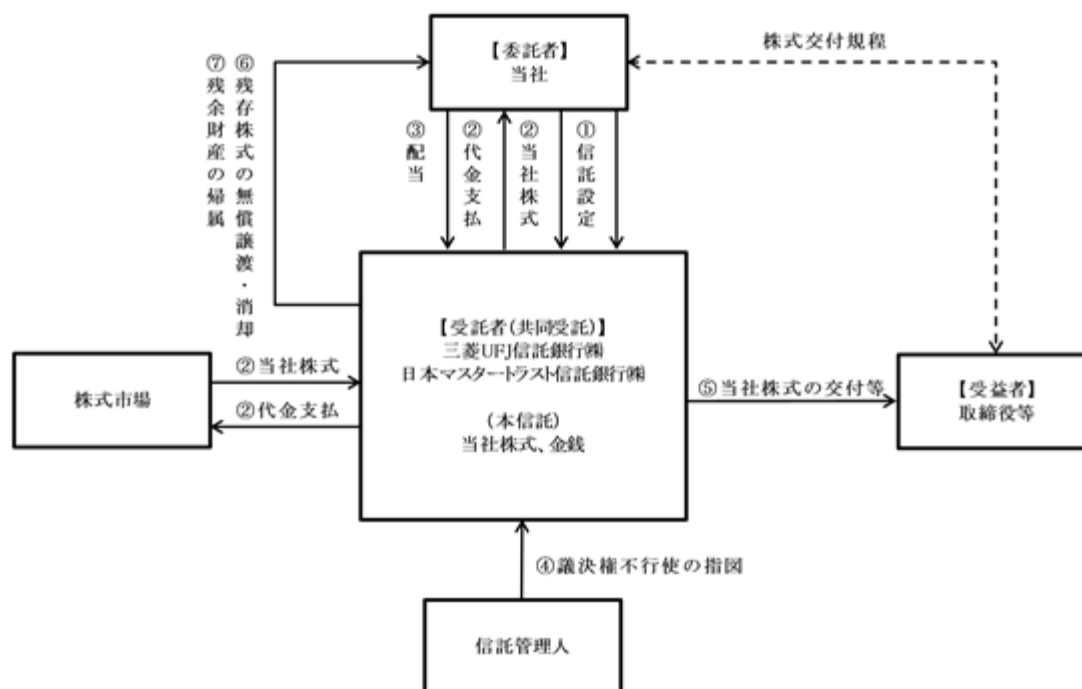 【委託者】
当社
株式交付規程
⑦残余財産の帰属
⑥残存株式の無償譲渡・消却
③配当
②代金支払
②当社株式
①信託設定
【受託者(共同受託)】
三菱UFJ信託銀行㈱
日本マスタートラスト信託銀行㈱
(本信託)
当社株式、金銭
株式市場
②当社株式
②代金支払
⑤当社株式の交付等
【受益者】
取締役等
④議決権不行使の指図
信託管理人